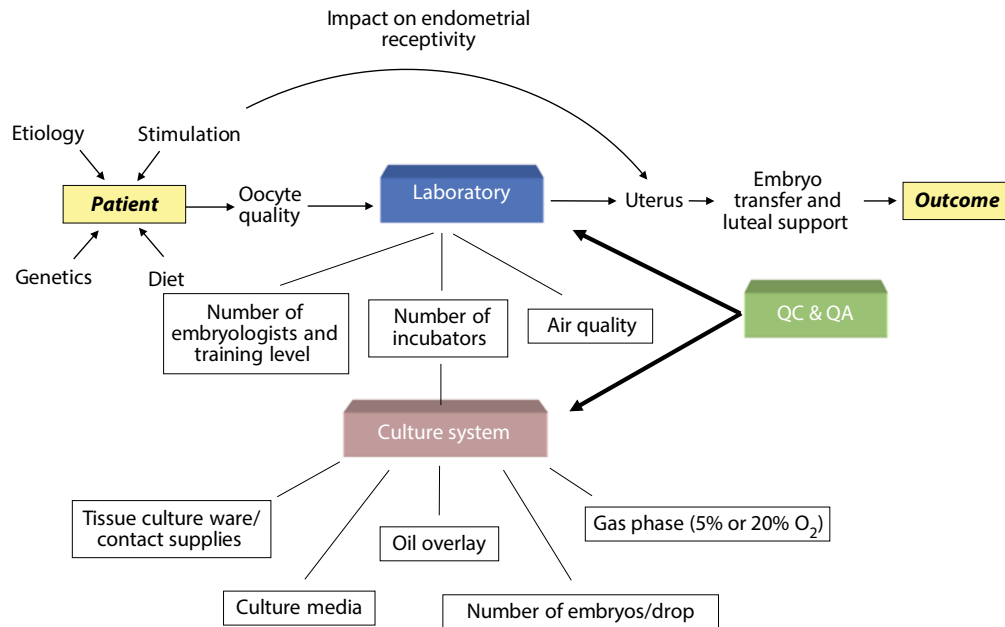 Impact on endometrial
receptivity
Etiology
Stimulation
Patient
Oocyte
quality
Laboratory
Uterus
Embryo
transfer and
luteal support
Outcome
Genetics
Diet
Number of
embryologists and
training level
Number of
incubators
Air quality
QC & QA
Culture system
Tissue culture ware/
contact supplies
Oil overlay
Gas phase (5% or 20% O₂)
Culture media
Number of embryos/drop